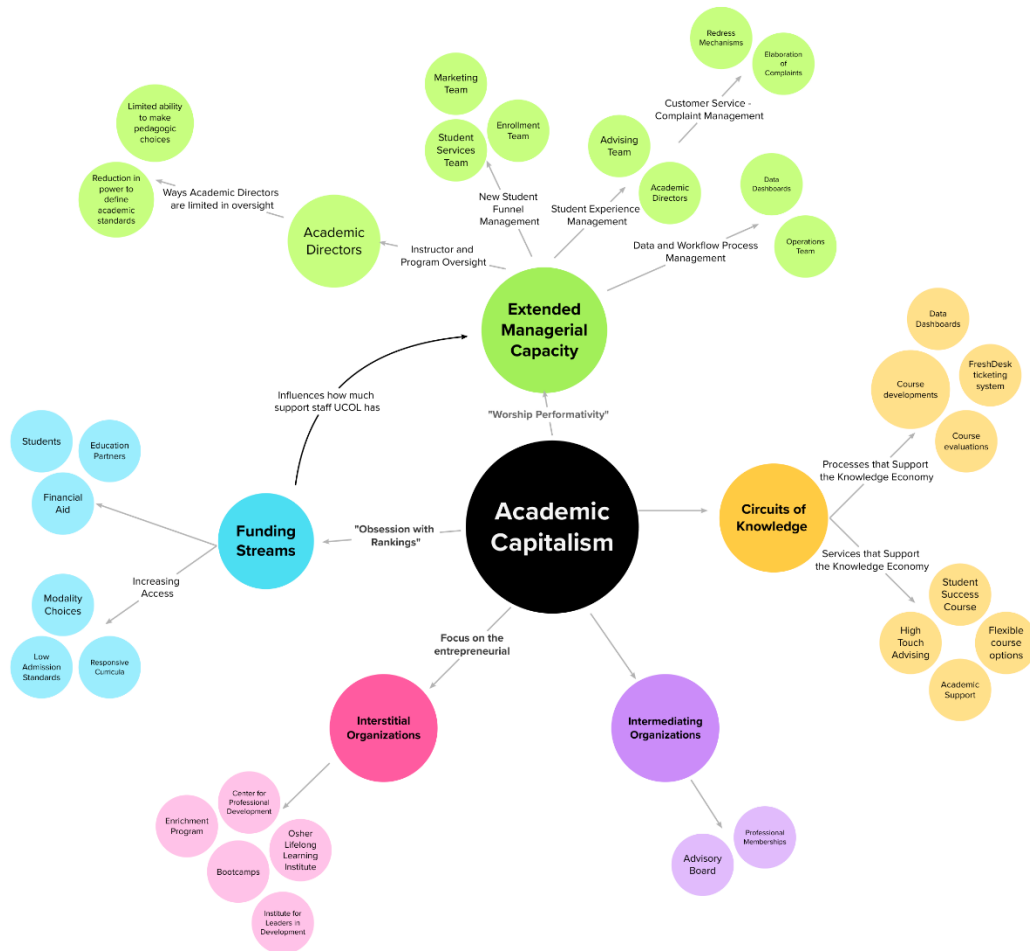 Redress
Mechanisms
Elaboration
of
Complaints
Marketing
Team
Limited ability
to make
pedagogic
choices
Enrollment
Team
Student
Services
Team
Customer Service -
Complaint Management
Advising
Team
Reduction in
power to
define
academic
standards
Ways Academic Directors
are limited in oversight
Academic
Directors
New Student
Funnel
Management
Student Experience
Management
Academic
Directors
Data
Dashboards
Operations
Team
Instructor and
Program Oversight
Data and Workflow Process
Management
Extended
Managerial
Capacity
Data
Dashboards
FreshDesk
ticketing
system
Course
developments
Course
evaluations
Influences how much
support staff UCOL has
"Worship Performativity"
Students
Education
Partners
Financial
Aid
Processes that Support
the Knowledge Economy
Funding
Streams
"Obsession with
Rankings"
Academic
Capitalism
Circuits of
Knowledge
Services that Support
the Knowledge Economy
Increasing
Access
Modality
Choices
Low
Admission
Standards
Responsive
Curricula
Student
Success
Course
High
Touch
Advising
Flexible
course
options
Academic
Support
Focus on the
entrepreneurial
Interstitial
Organizations
Intermediating
Organizations
Center for
Professional
Development
Enrichment
Program
Osher
Lifelong
Learning
Institute
Bootcamps
Institute for
Leaders in
Development
Professional
Memberships
Advisory
Board